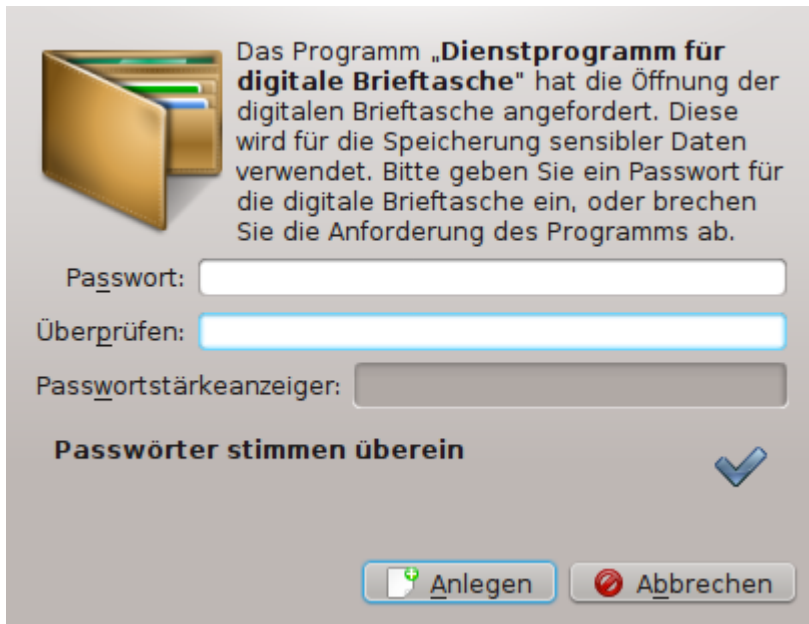 Das Programm „Dienstprogramm für
digitale Brieftasche" hat die Öffnung der
digitalen Brieftasche angefordert. Diese
wird für die Speicherung sensibler Daten
verwendet. Bitte geben Sie ein Passwort für
die digitale Brieftasche ein, oder brechen
Sie die Anforderung des Programms ab.
Passwort:
Überprüfen:
Passwortstärkeanzeiger:
Passwörter stimmen überein
Anlegen Abbrechen